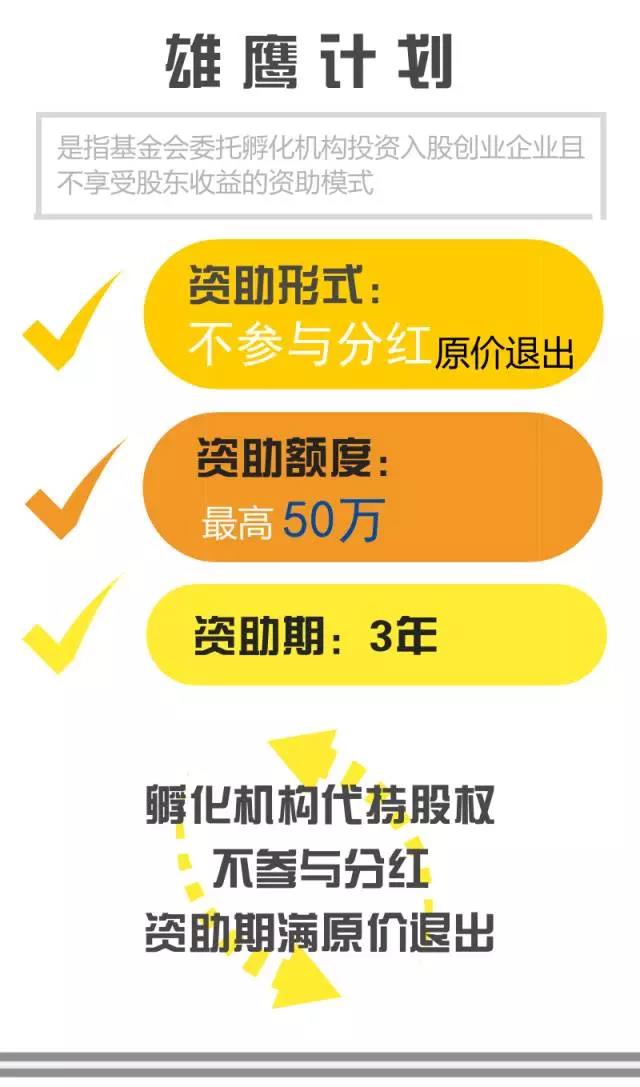 雄鹰计划
是指基金会委托孵化机构投资入股创业企业且
不享受股东收益的资助模式
资助形式：
不参与分红原价退出
资助额度：
最高 50万
资助期：3年
孵化机构代持股权
不参与分红
资助期满原价退出